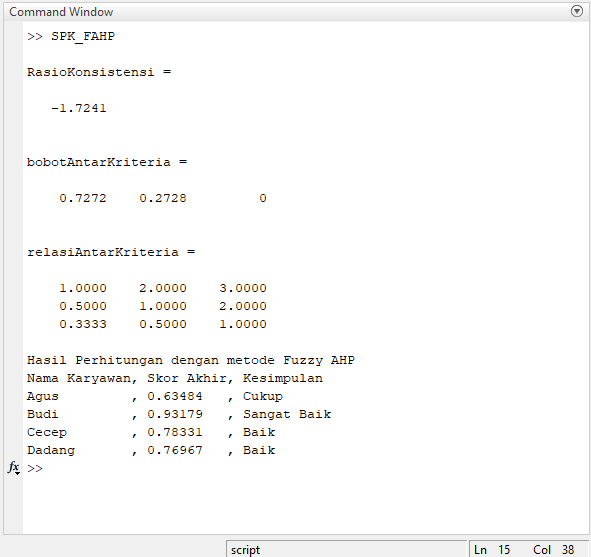 Command Window
>> SPK_FAHP
RasioKonsistensi =
-1.7241
bobotAntarKriteria =
0.7272 0.2728 0
relasiAntarKriteria =
1.0000 2.0000 3.0000
0.5000 1.0000 2.0000
0.3333 0.5000 1.0000
Hasil Perhitungan dengan metode Fuzzy AHP
Nama Karyawan, Skor Akhir, Kesimpulan
Agus , 0.63484 , Cukup
Budi , 0.93179 , Sangat Baik
Cecep , 0.78331 , Baik
Dadang , 0.76967 , Baik
fx >>
script Ln 15 Col 38